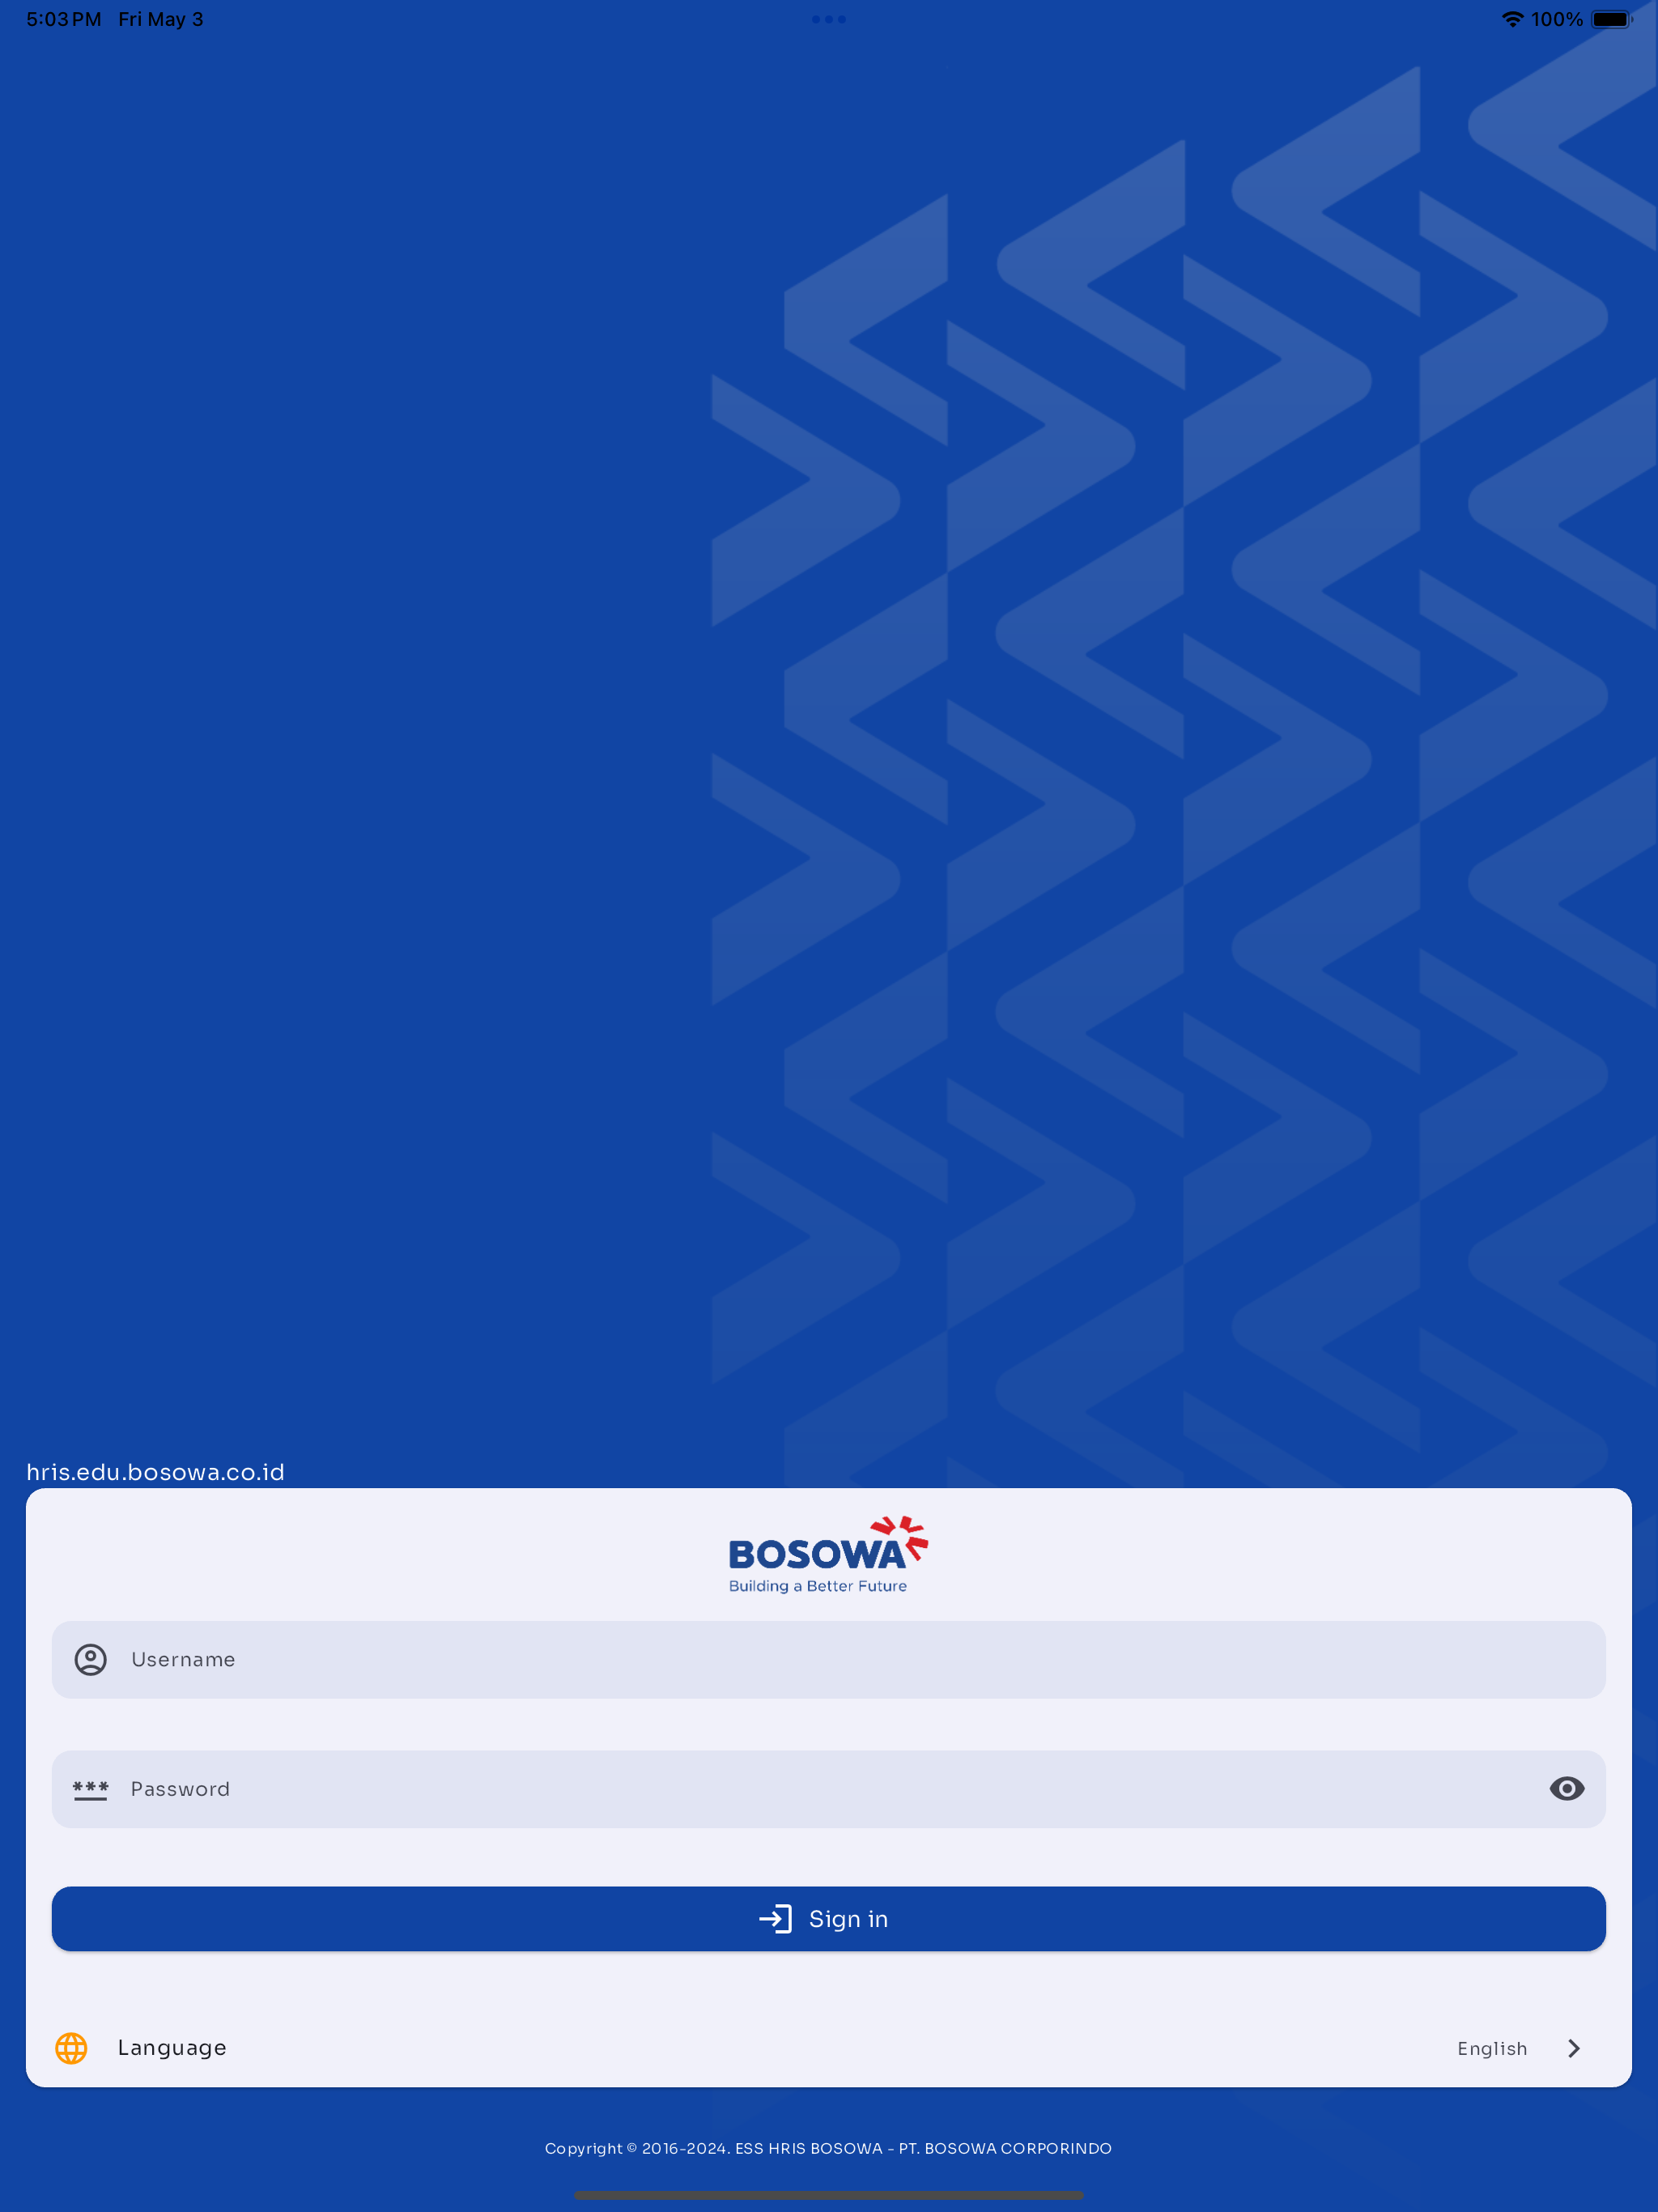 5:03 PM Fri May 3
100%
hris.edu.bosowa.co.id
BOSOWA
Building a Better Future
Username
*** Password
Sign in
Language English
Copyright © 2016-2024. ESS HRIS BOSOWA - PT. BOSOWA CORPORINDO